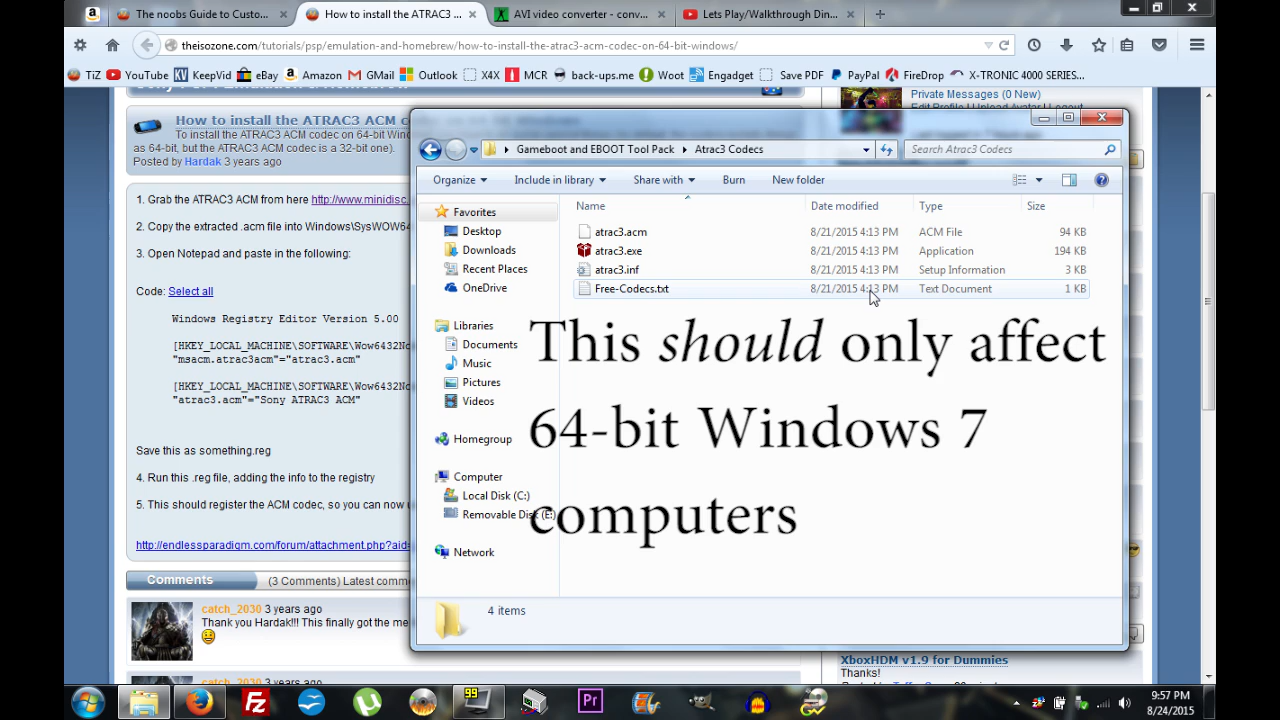 The noobs Guide to Custo...
How to install the ATRAC3 ...
AVI video converter - conv...
Lets Play/Walkthrough Din...
theisozone.com/tutorials/psp/emulation-and-homebrew/how-to-install-the-atrac3-acm-codec-on-64-bit-windows/
TiZ YouTube KeepVid eBay Amazon GMail Outlook X4X MCR back-ups.me Woot Engadget Save PDF PayPal FireDrop X-TRONIC 4000 SERIES...
How to install the ATRAC3 ACM c
To install the ATRAC3 ACM codec on 64-bit Wind
as 64-bit, but the ATRAC3 ACM codec is a 32-bit one).
Posted by Hardak 3 years ago
1. Grab the ATRAC3 ACM from here http://www.minidisc.
2. Copy the extracted .acm file into Windows\SysWOW64
3. Open Notepad and paste in the following:
Code: Select all
Windows Registry Editor Version 5.00
[HKEY_LOCAL_MACHINE\SOFTWARE\Wow6432No
"msacm.atrac3acm"="atrac3.acm"
[HKEY_LOCAL_MACHINE\SOFTWARE\Wow6432No
"atrac3.acm"="Sony ATRAC3 ACM"
Save this as something.reg
4. Run this .reg file, adding the info to the registry
5. This should register the ACM codec, so you can now u
http://endlessparadigm.com/forum/attachment.php?aid=
Comments (3 Comments) Latest comme
catch_2030 3 years ago
Thank you Hardak!!! This finally got the me
catch_2030 3 years ago
Private Messages (0 New)
Edit Profile | Upload Avatar | Logout
Gameboot and EBOOT Tool Pack Atrac3 Codecs
Search Atrac3 Codecs
Organize Include in library Share with Burn New folder
Favorites
Desktop
Downloads
Recent Places
OneDrive
Libraries
Documents
Music
Pictures
Videos
Homegroup
Computer
Local Disk (C:)
Removable Disk (E:)
Network
Name Date modified Type Size
atrac3.acm 8/21/2015 4:13 PM ACM File 94 KB
atrac3.exe 8/21/2015 4:13 PM Application 194 KB
atrac3.inf 8/21/2015 4:13 PM Setup Information 3 KB
Free-Codecs.txt 8/21/2015 4:13 PM Text Document 1 KB
This should only affect
64-bit Windows 7
computers
4 items
XboxHDM v1.9 for Dummies
Thanks!
99
Pr
9:57 PM
8/24/2015